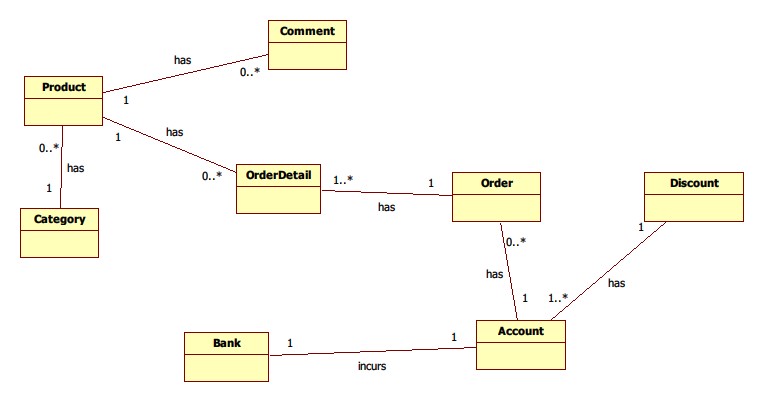 Comment
has
0..*
Product
1
1
has
0..*
has
1
0..*
OrderDetail
1..*
1
has
Order
Discount
Category
0..*
1
has
has
1
1..*
Account
Bank
1
1
incurs